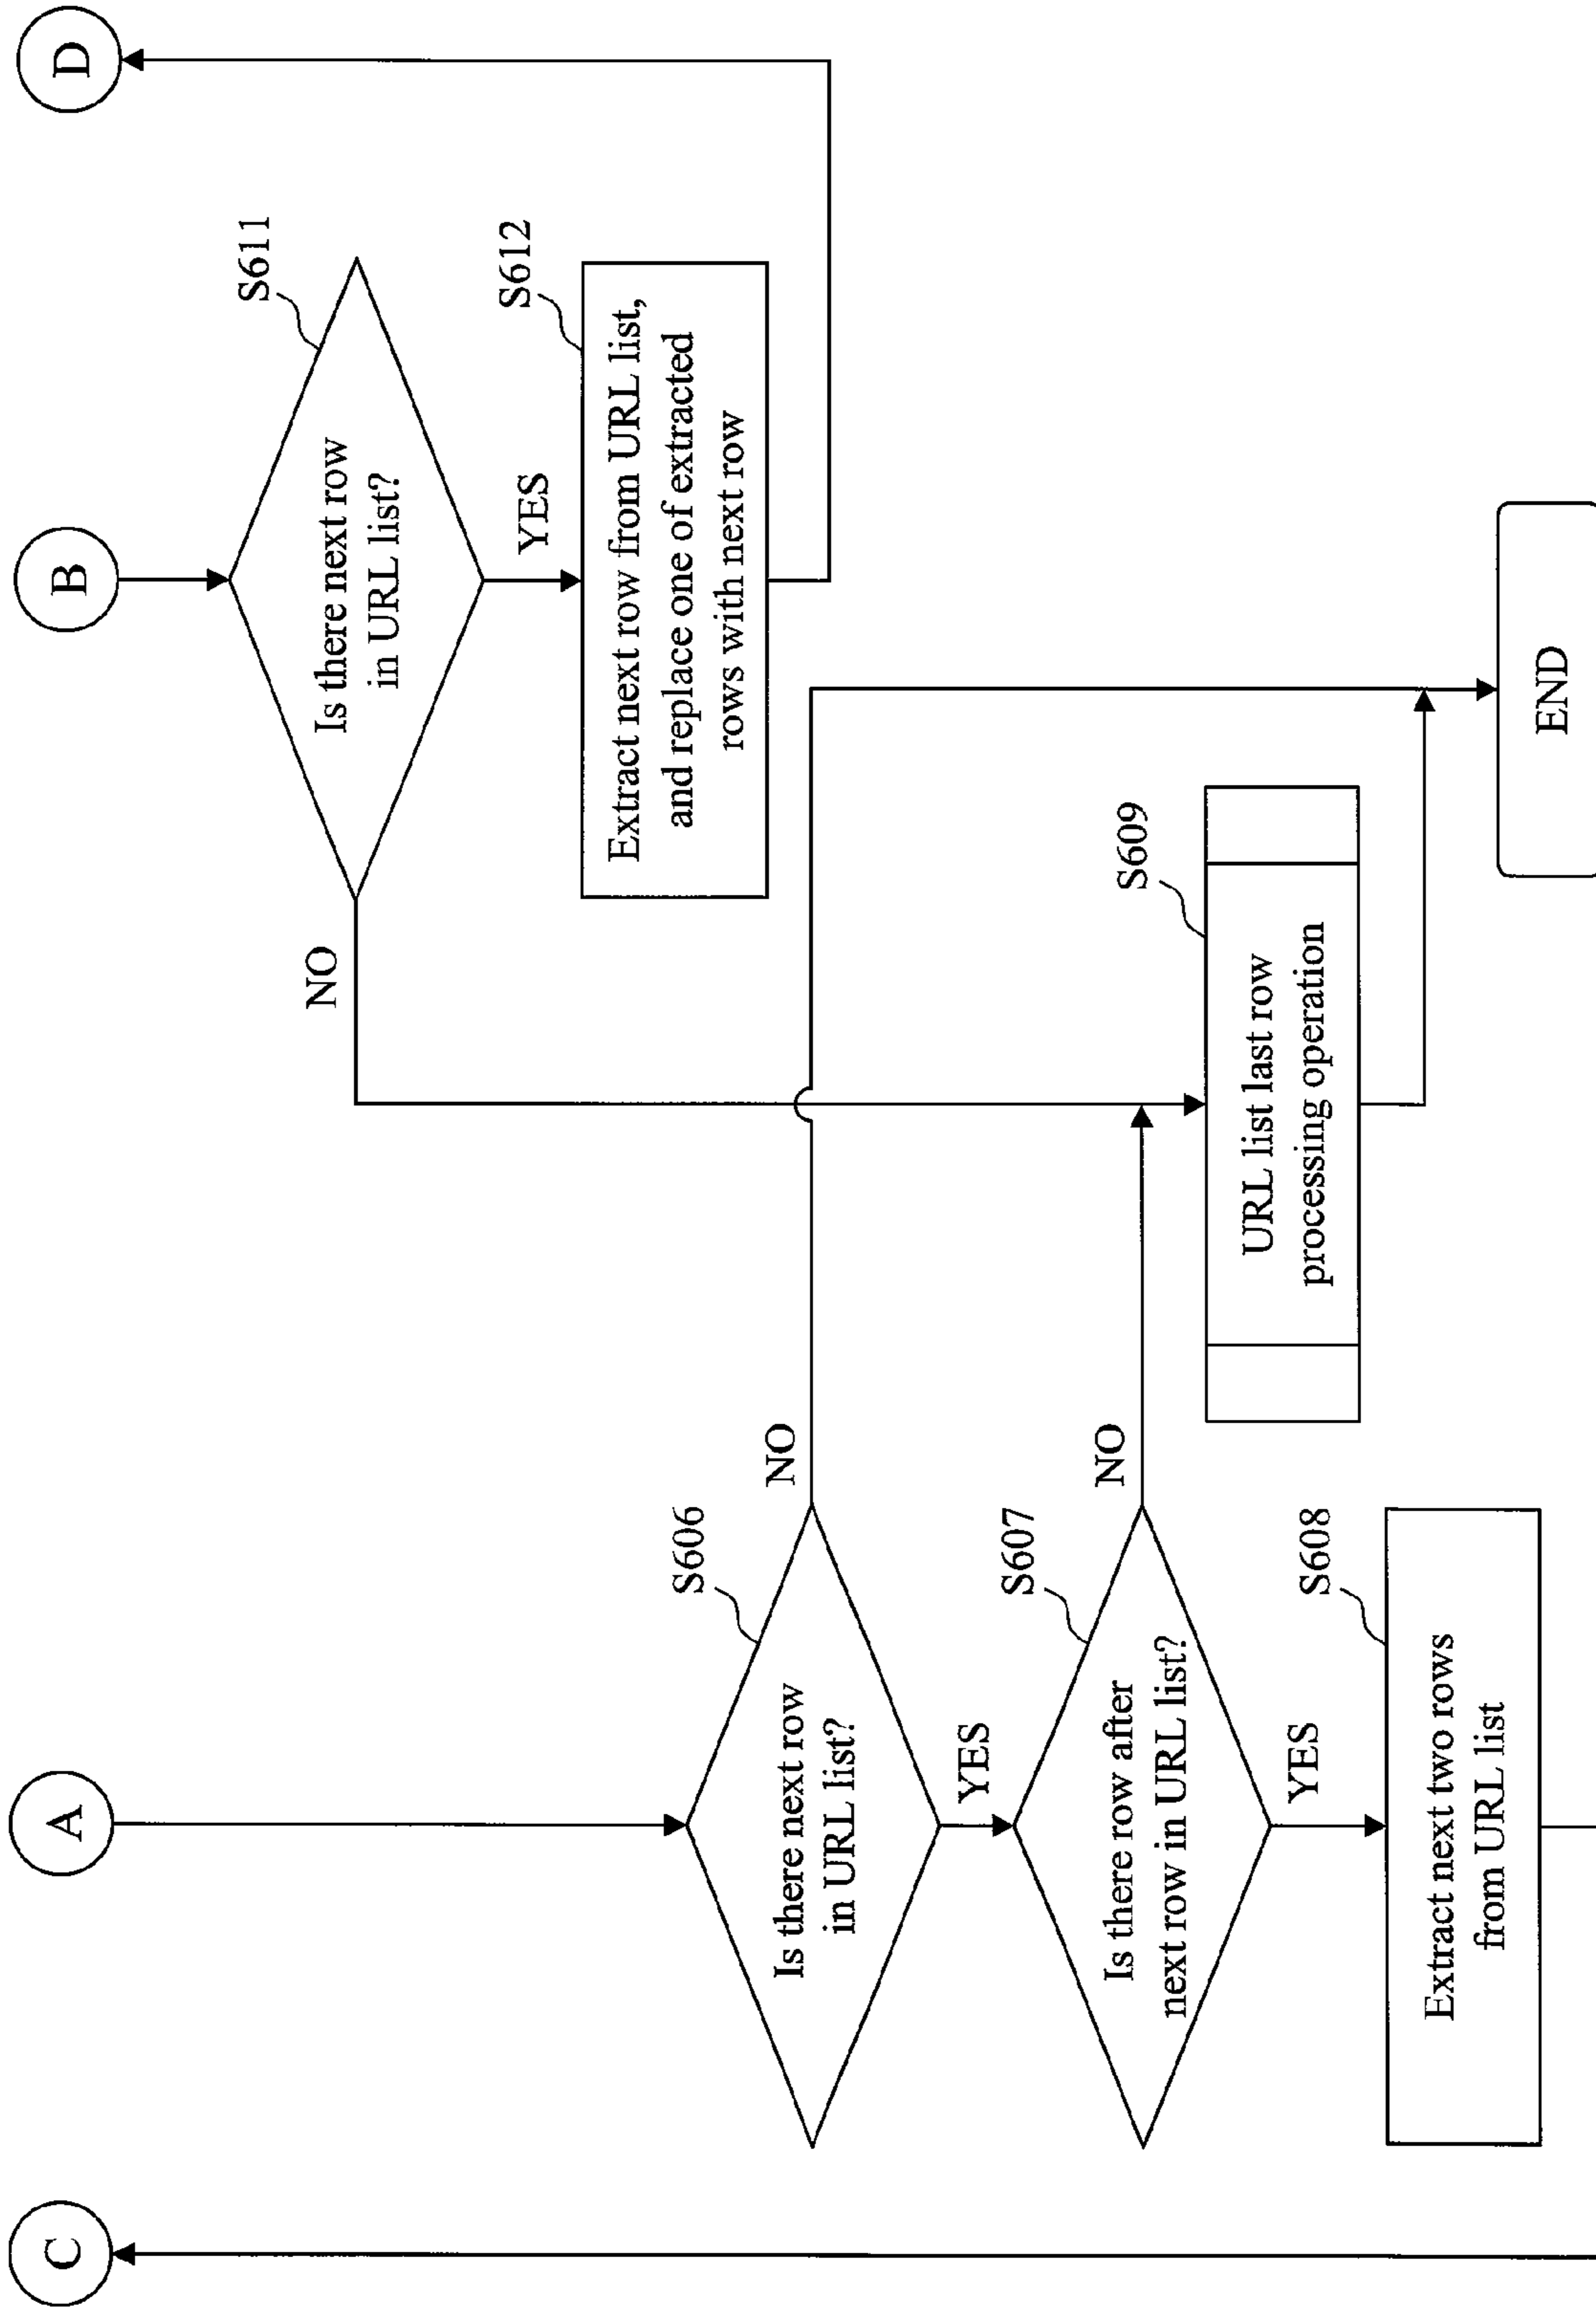 C
A
B
D
S606
Is there next row
in URL list?
NO
YES
S607
Is there row after
next row in URL list?
NO
YES
S608
Extract next two rows
from URL list
S611
Is there next row
in URL list?
NO
YES
S612
Extract next row from URL list,
and replace one of extracted
rows with next row
S609
URL list last row
processing operation
END